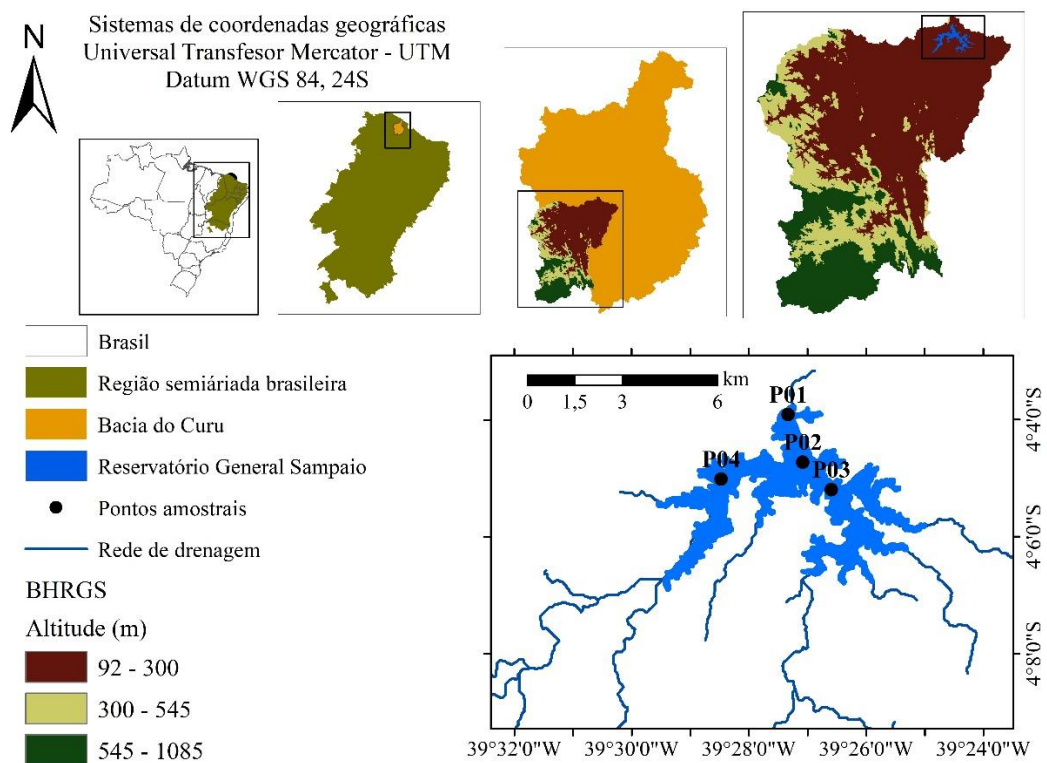 N
Sistemas de coordenadas geográficas
Universal Transfesor Mercator - UTM
Datum WGS 84, 24S
Brasil
Região semiáriada brasileira
Bacia do Curu
Reservatório General Sampaio
Pontos amostrais
Rede de drenagem
BHRGS
Altitude (m)
92 - 300
300 - 545
545 - 1085
km
0 1,5 3 6
P01
P02
P03
P04
4°4'0"S
4°6'0"S
4°8'0"S
39°32'0"W 39°30'0"W 39°28'0"W 39°26'0"W 39°24'0"W